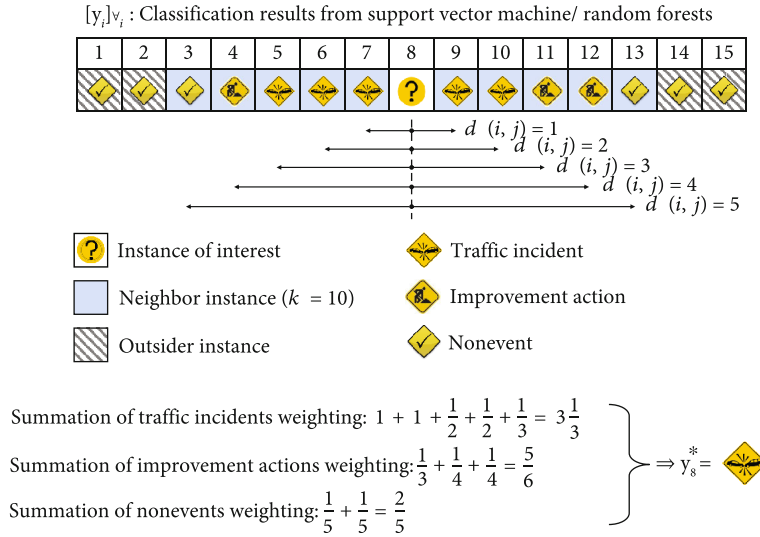 [y_i]∀_i : Classification results from support vector machine/ random forests
1 2 3 4 5 6 7 8 9 10 11 12 13 14 15
?
d (i, j) = 1
d (i, j) = 2
d (i, j) = 3
d (i, j) = 4
d (i, j) = 5
? Instance of interest
Traffic incident
Neighbor instance (k = 10)
Improvement action
Outsider instance
Nonevent
Summation of traffic incidents weighting: 1 + 1 + 1/2 + 1/2 + 1/3 = 3 1/3
Summation of improvement actions weighting: 1/3 + 1/4 + 1/4 = 5/6
⇒ y*_8 =
Summation of nonevents weighting: 1/5 + 1/5 = 2/5